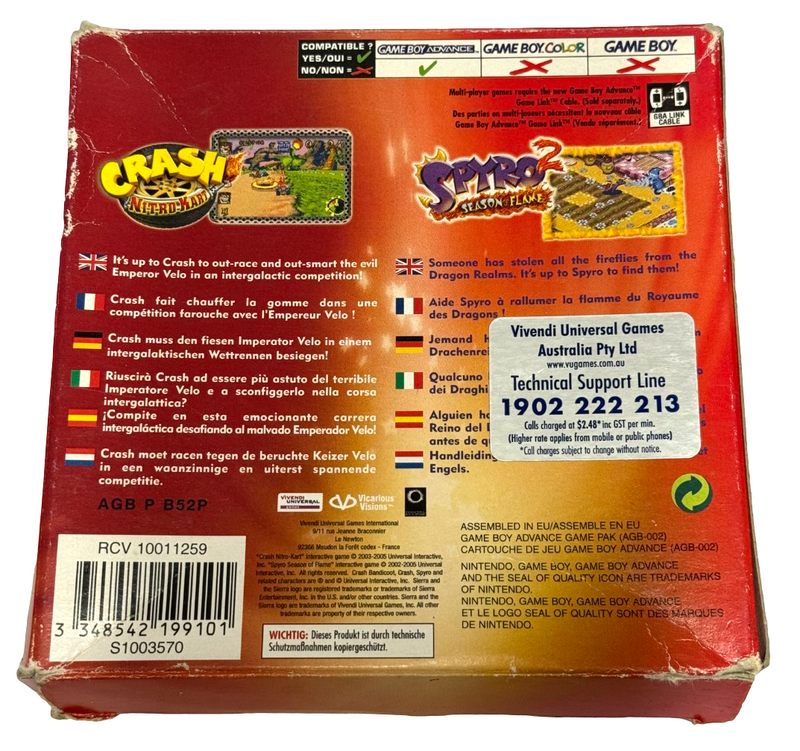 COMPATIBLE ?
YES/OUI =
NO/NON =
GAME BOY ADVANCE
GAME BOY COLOR
GAME BOY
Multi-player games require the new Game Boy Advance™
Game Link™ Cable. (Sold separately.)
Des parties en multi-joueurs nécessitent le nouveau câble
Game Boy Advance™ Game Link™ (Vendu séparément.)
GBA LINK
CABLE
CRASH
NITRO KART
SPYRO 2
SEASON OF FLAME
It's up to Crash to out-race and out-smart the evil
Emperor Velo in an intergalactic competition!
Crash fait chauffer la gomme dans une
compétition farouche avec l'Empereur Velo !
Crash muss den fiesen Imperator Velo in einem
intergalaktischen Wettrennen besiegen!
Riuscirà Crash ad essere più astuto del terribile
Imperatore Velo e a sconfiggerlo nella corsa
intergalattica?
¡Compite en esta emocionante carrera
intergaláctica desafiando al malvado Emperador Velo!
Crash moet racen tegen de beruchte Keizer Velo
in een waanzinnige en uiterst spannende
competitie.
Someone has stolen all the fireflies from the
Dragon Realms. It's up to Spyro to find them!
Aide Spyro à rallumer la flamme du Royaume
des Dragons !
Jemand
Drachenrei
Qualcuno
dei Draghi
Alguien
Reino del
antes de
Handleiding
Engels.
Vivendi Universal Games
Australia Pty Ltd
www.vugames.com.au
Technical Support Line
1902 222 213
Calls charged at $2.48* inc GST per min.
(Higher rate applies from mobile or public phones)
*Call charges subject to change without notice.
AGB P B52P
VIVENDI
UNIVERSAL
games
Vicarious
Visions™
Vivendi Universal Games International
9/11 rue Jeanne Braconnier
Le Newton
92366 Meudon la Forêt cedex - France
"Crash Nitro-Kart" interactive game © 2003-2005 Universal Interactive,
Inc. "Spyro Season of Flame" interactive game © 2002-2005 Universal
Interactive, Inc. All rights reserved. Crash Bandicoot, Crash, Spyro and
related characters are ® and © Universal Interactive, Inc. Sierra and
the Sierra logo are registered trademarks or trademarks of Sierra
Entertainment, Inc. in the U.S. and/or other countries. Sierra and the
Sierra logo are trademarks of Vivendi Universal Games, Inc. All other
trademarks are property of their respective owners.
WICHTIG: Dieses Produkt ist durch technische
Schutzmaßnahmen kopiergeschützt.
RCV 10011259
3 348542 199101
S1003570
ASSEMBLED IN EU/ASSEMBLE EN EU
GAME BOY ADVANCE GAME PAK (AGB-002)
CARTOUCHE DE JEU GAME BOY ADVANCE (AGB-002)
NINTENDO, GAME BOY, GAME BOY ADVANCE
AND THE SEAL OF QUALITY ICON ARE TRADEMARKS
OF NINTENDO.
NINTENDO, GAME BOY, GAME BOY ADVANCE
ET LE LOGO SEAL OF QUALITY SONT DES MARQUES
DE NINTENDO.